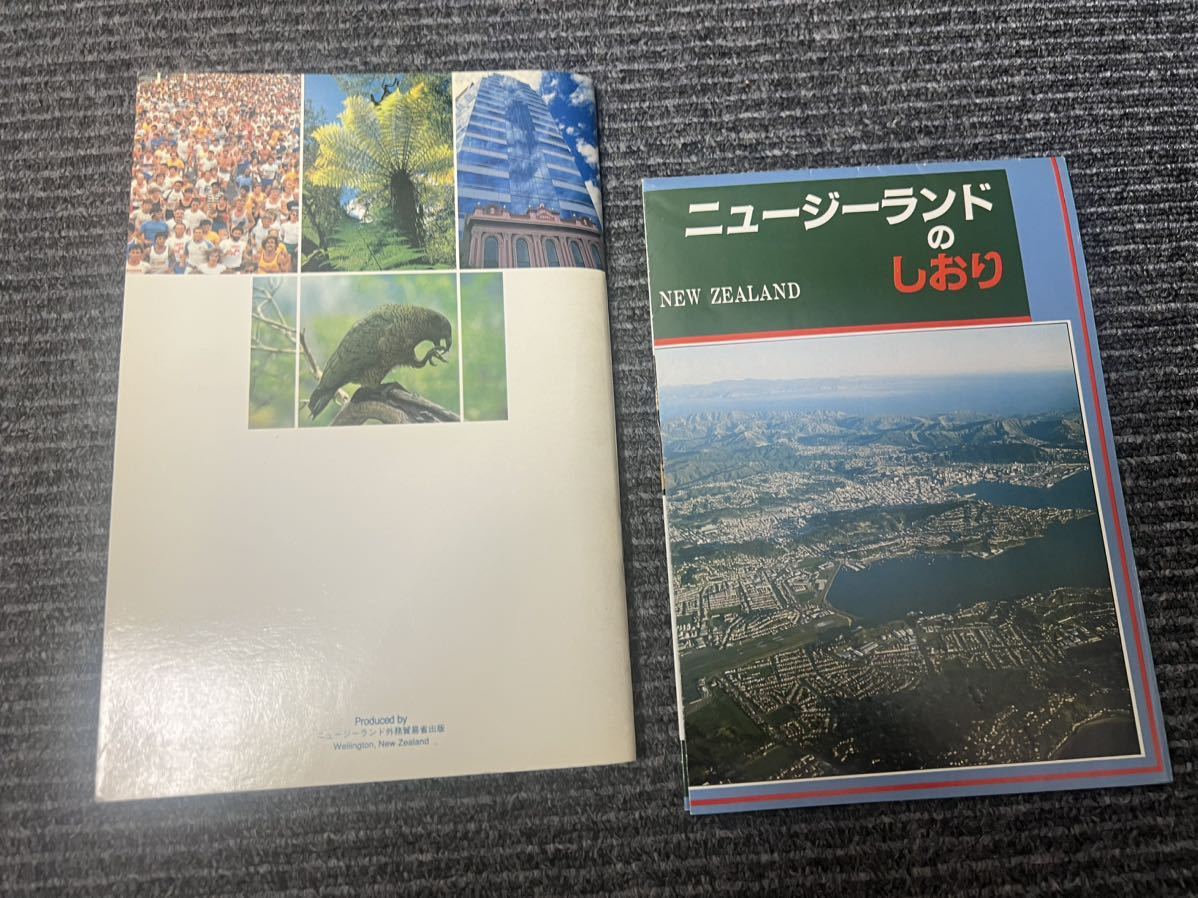 Produced by
ニュージーランド外務貿易省出版
Wellington, New Zealand
ニュージーランド
の
しおり
NEW ZEALAND